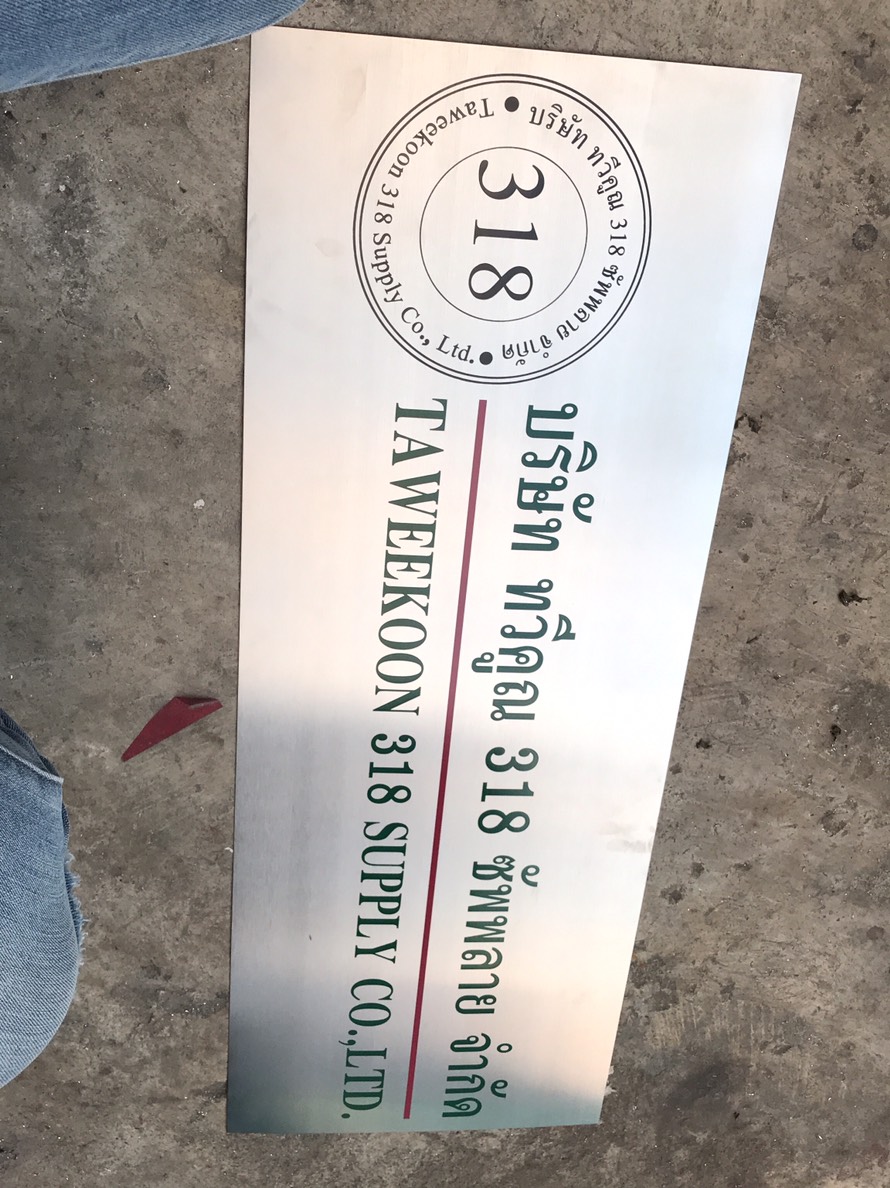 บริษัท ทวีคูณ 318 ซัพพลาย จำกัด
318
Taweekoon 318 Supply Co., Ltd.
บริษัท ทวีคูณ 318 ซัพพลาย จำกัด
TAWEEKOON 318 SUPPLY CO.,LTD.